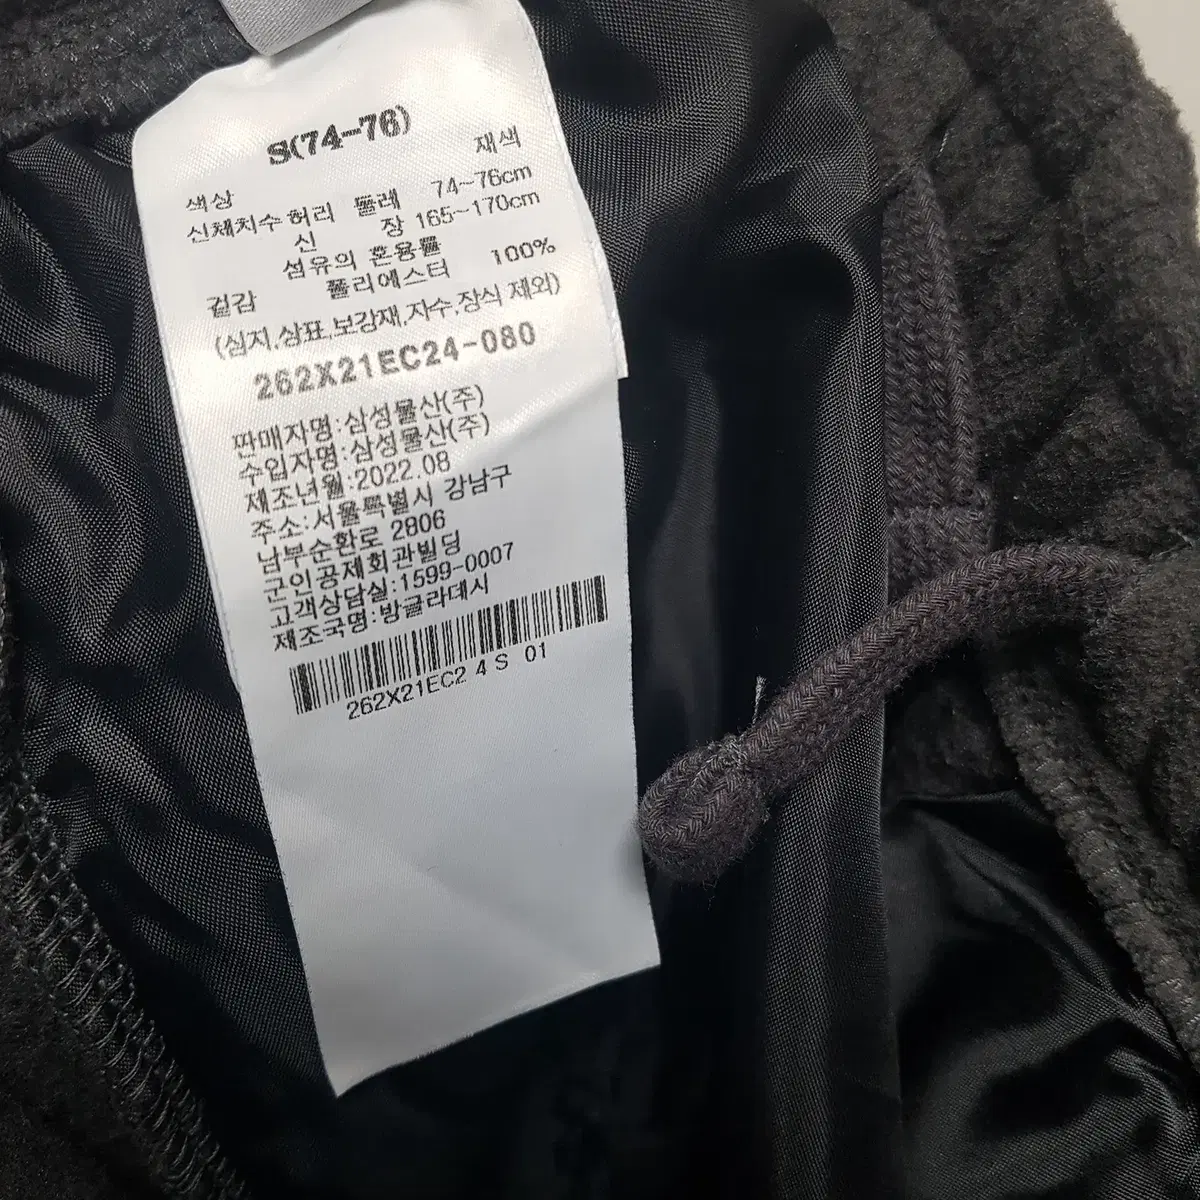 S(74-76)
색상 재색
신체치수 허리 둘레 74~76cm
신 장 165~170cm
섬유의 혼용률
겉감 폴리에스터 100%
(심지,상표,보강재,자수,장식 제외)
262X21EC24-080
판매자명:삼성물산(주)
수입자명:삼성물산(주)
제조년월:2022.08
주소:서울특별시 강남구
남부순환로 2806
군인공제회관빌딩
고객상담실:1599-0007
제조국명:방글라데시
262X21EC2 4 S 01